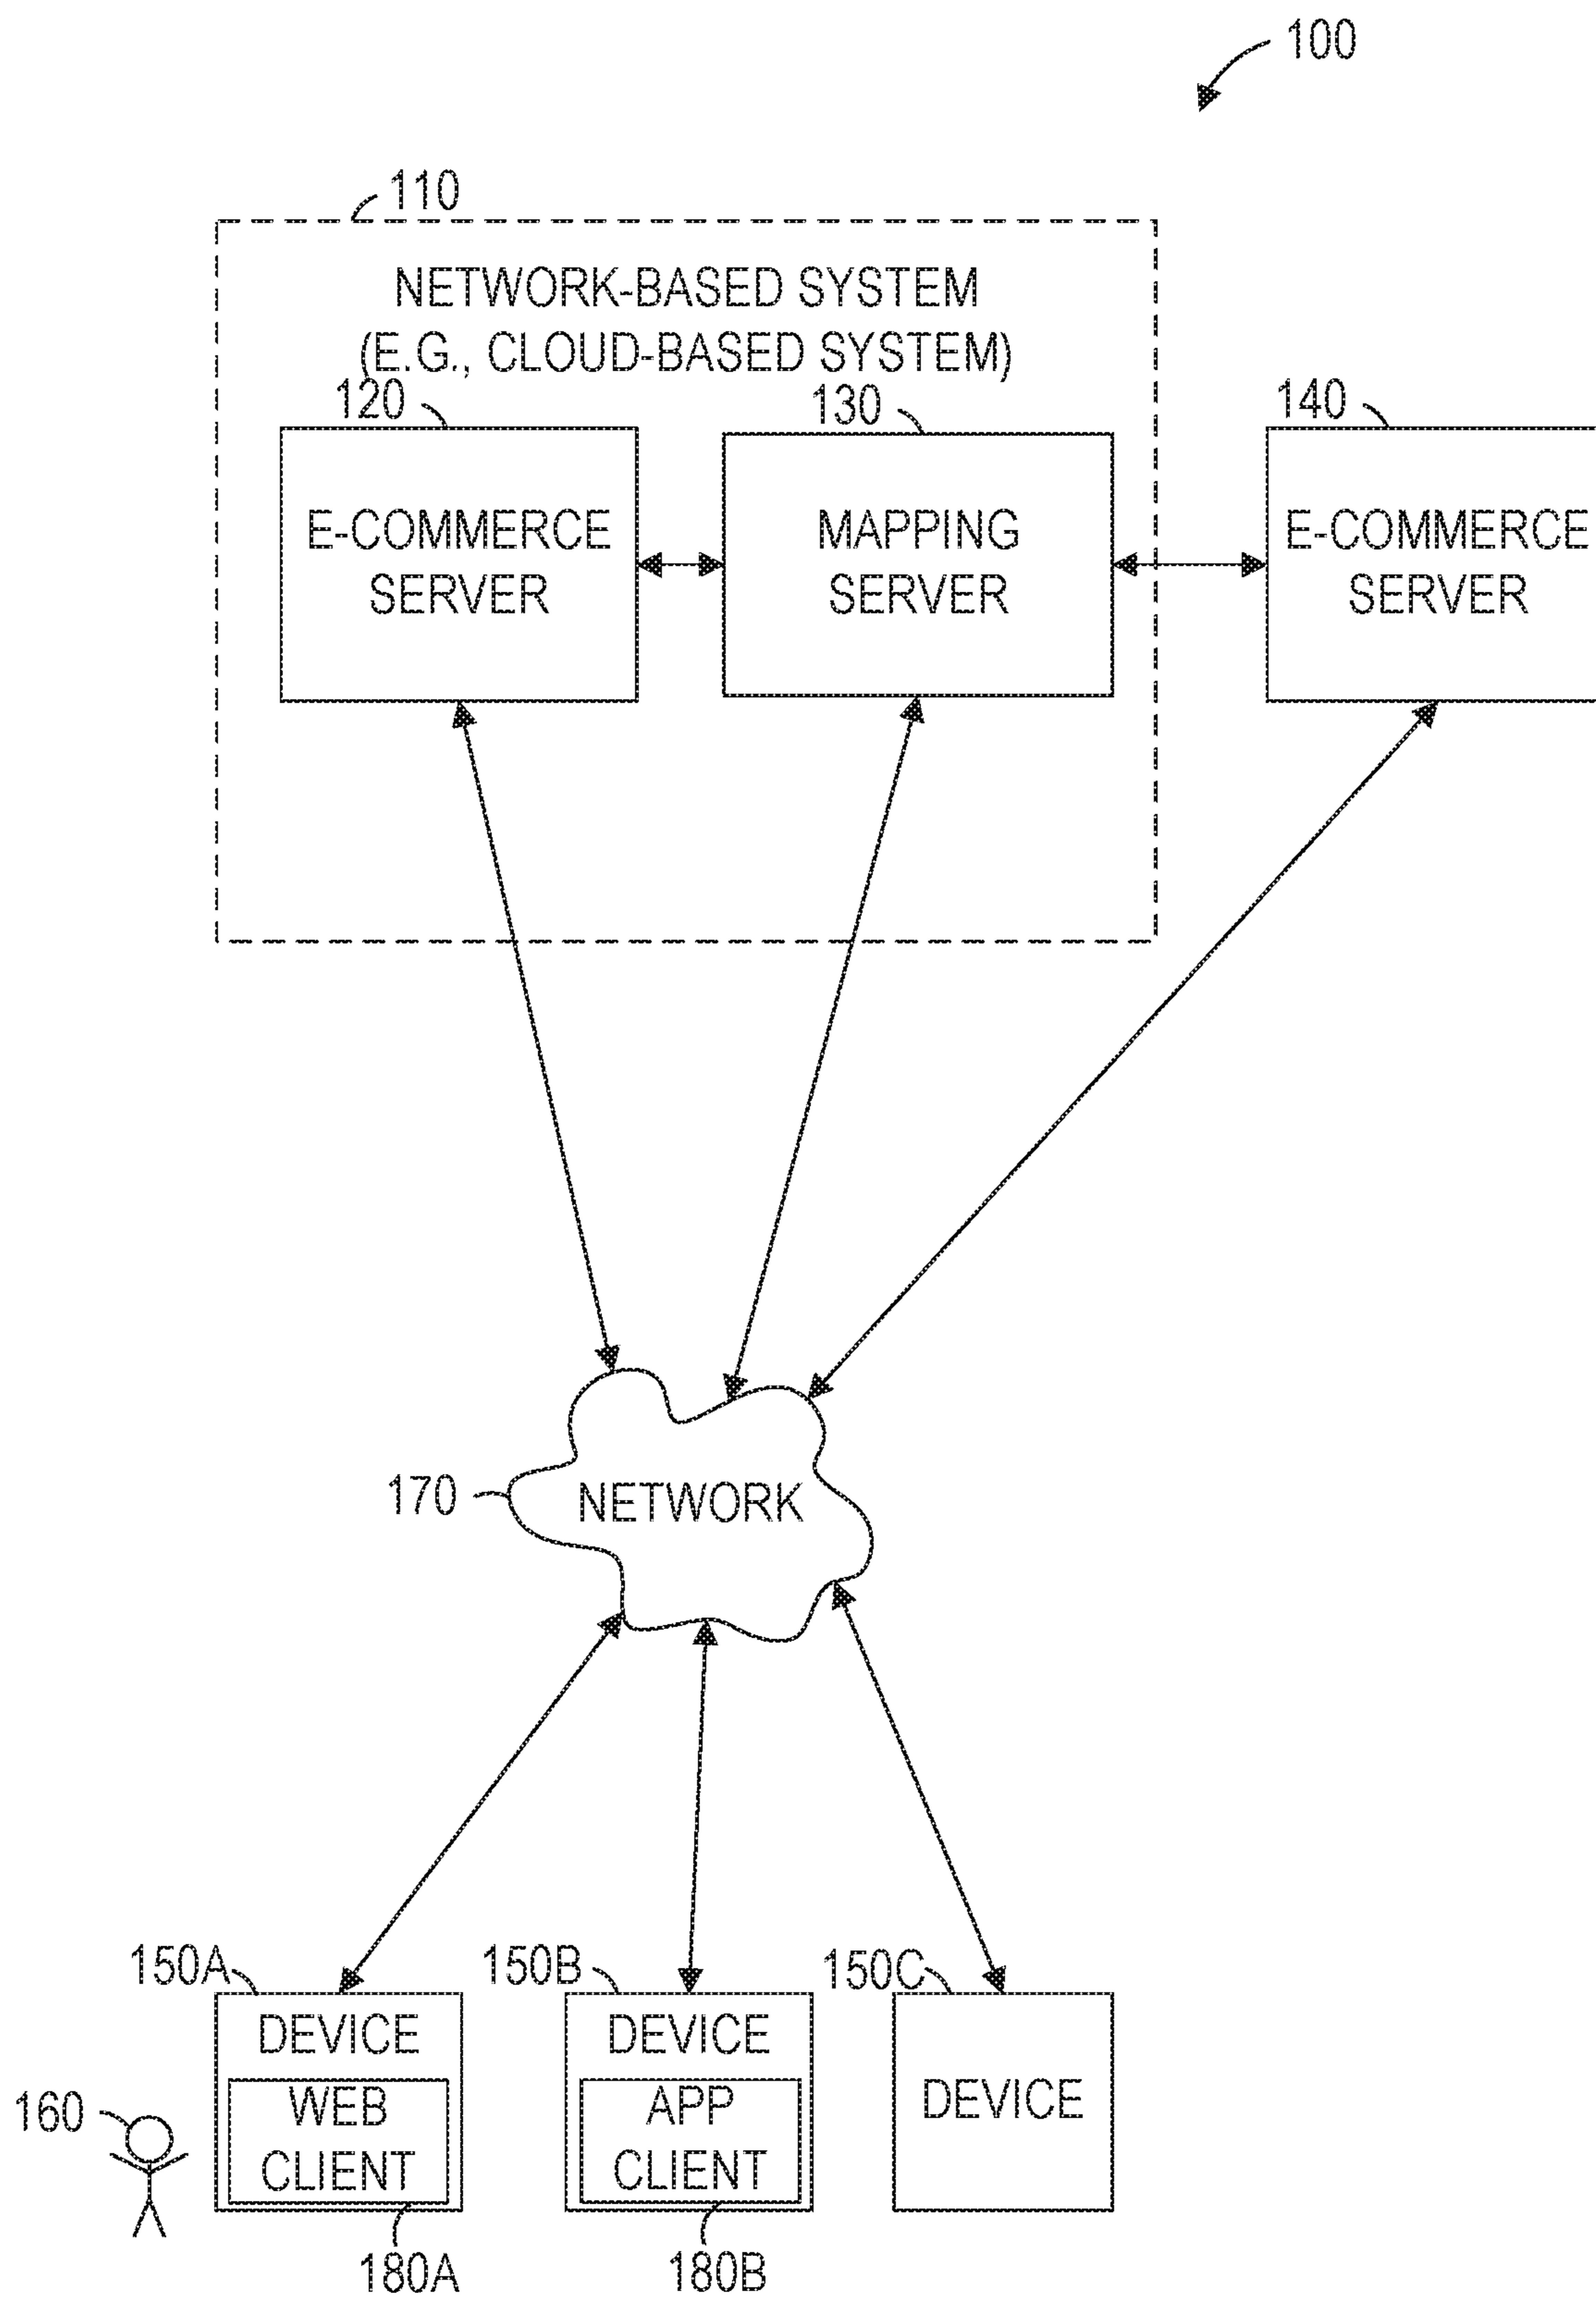 100
110
NETWORK-BASED SYSTEM
(E.G., CLOUD-BASED SYSTEM)
120
130
140
E-COMMERCE
SERVER
MAPPING
SERVER
E-COMMERCE
SERVER
170
NETWORK
150A
150B
150C
DEVICE
WEB
CLIENT
DEVICE
APP
CLIENT
DEVICE
160
180A
180B